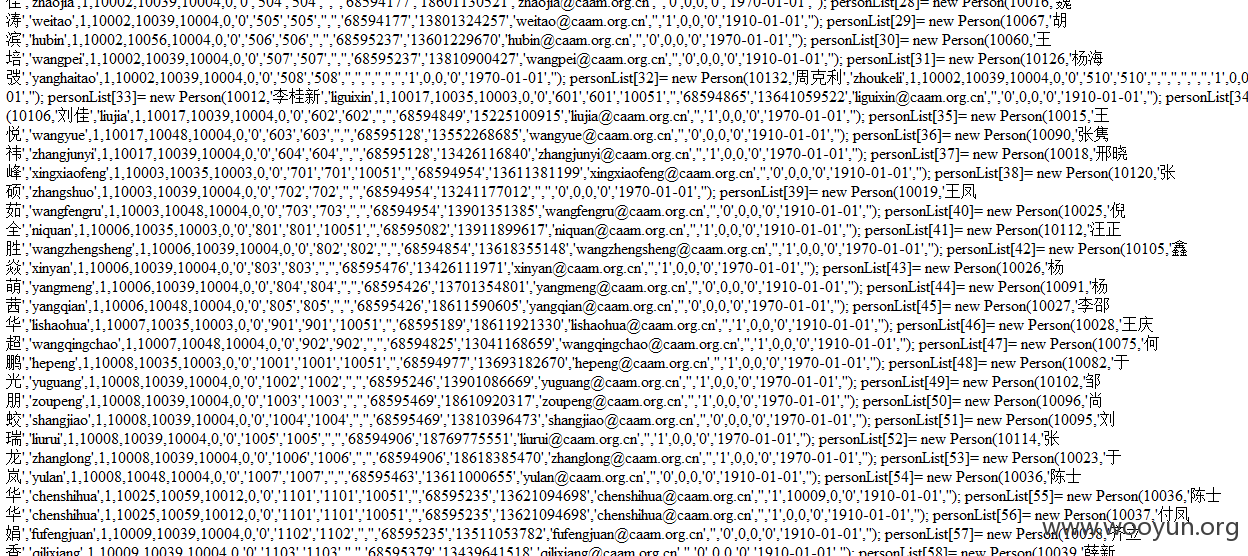 佳,'zhaojia',1,10002,10039,10004,0,'0','504','504','','','68594177','18601130521','zhaojia@caam.org.cn','','0',0,0,'0','1970-01-01',''); personList[28]= new Person(10016,'魏
涛','weitao',1,10002,10039,10004,0,'0','505','505','','','68594177','13801324257','weitao@caam.org.cn','','1',0,0,'0','1970-01-01',''); personList[29]= new Person(10067,'胡
滨','hubin',1,10002,10056,10004,0,'0','506','506','','','68595237','13601229670','hubin@caam.org.cn','','0',0,0,'0','1970-01-01',''); personList[30]= new Person(10060,'王
培','wangpei',1,10002,10039,10004,0,'0','507','507','','','68595237','13810900427','wangpei@caam.org.cn','','0',0,0,'0','1970-01-01',''); personList[31]= new Person(10126,'杨海
弢','yanghaitao',1,10002,10039,10004,0,'0','508','508','','','','','','','1',0,0,'0','1970-01-01',''); personList[32]= new Person(10132,'周克利','zhoukeli',1,10002,10039,10004,0,'0','510','510','','','','','','','1',0,0
01',''); personList[33]= new Person(10012,'李桂新','liguixin',1,10017,10035,10003,0,'0','601','601','10051','','68594865','13641059522','liguixin@caam.org.cn','','0',0,0,'0','1910-01-01',''); personList[34
(10106,'刘佳','liujia',1,10017,10039,10004,0,'0','602','602','','','68594849','15225100915','liujia@caam.org.cn','','1',0,0,'0','1970-01-01',''); personList[35]= new Person(10015,'王
悦','wangyue',1,10017,10048,10004,0,'0','603','603','','','68595128','13552268685','wangyue@caam.org.cn','','1',0,0,'0','1910-01-01',''); personList[36]= new Person(10090,'张隽
祎','zhangjunyi',1,10017,10039,10004,0,'0','604','604','','','68595128','13426116840','zhangjunyi@caam.org.cn','','1',0,0,'0','1970-01-01',''); personList[37]= new Person(10018,'邢晓
峰','xingxiaofeng',1,10003,10035,10003,0,'0','701','701','10051','','68594954','13611381199','xingxiaofeng@caam.org.cn','','0',0,0,'0','1910-01-01',''); personList[38]= new Person(10120,'张
硕','zhangshuo',1,10003,10039,10004,0,'0','702','702','','','68594954','13241177012','','','0',0,0,'0','1970-01-01',''); personList[39]= new Person(10019,'王凤
茹','wangfengru',1,10003,10048,10004,0,'0','703','703','','','68594954','13901351385','wangfengru@caam.org.cn','','0',0,0,'0','1910-01-01',''); personList[40]= new Person(10025,'倪
全','niquan',1,10006,10035,10003,0,'0','801','801','10051','','68595082','13911899617','niquan@caam.org.cn','','1',0,0,'0','1910-01-01',''); personList[41]= new Person(10112,'汪正
胜','wangzhengsheng',1,10006,10039,10004,0,'0','802','802','','','68594854','13618355148','wangzhengsheng@caam.org.cn','','1',0,0,'0','1970-01-01',''); personList[42]= new Person(10105,'鑫
焱','xinyan',1,10006,10039,10004,0,'0','803','803','','','68595476','13426111971','xinyan@caam.org.cn','','1',0,0,'0','1970-01-01',''); personList[43]= new Person(10026,'杨
萌','yangmeng',1,10006,10039,10004,0,'0','804','804','','','68595426','13701354801','yangmeng@caam.org.cn','','0',0,0,'0','1910-01-01',''); personList[44]= new Person(10091,'杨
茜','yangqian',1,10006,10048,10004,0,'0','805','805','','','68595426','18611590605','yangqian@caam.org.cn','','0',0,0,'0','1970-01-01',''); personList[45]= new Person(10027,'李邵
华','lishaohua',1,10007,10035,10003,0,'0','901','901','10051','','68595189','18611921330','lishaohua@caam.org.cn','','1',0,0,'0','1910-01-01',''); personList[46]= new Person(10028,'王庆
超','wangqingchao',1,10007,10048,10004,0,'0','902','902','','','68594825','13041168659','wangqingchao@caam.org.cn','','1',0,0,'0','1910-01-01',''); personList[47]= new Person(10075,'何
鹏','hepeng',1,10008,10035,10003,0,'0','1001','1001','10051','','68594977','13693182670','hepeng@caam.org.cn','','1',0,0,'0','1970-01-01',''); personList[48]= new Person(10082,'于
光','yuguang',1,10008,10039,10004,0,'0','1002','1002','','','68595246','13901086669','yuguang@caam.org.cn','','1',0,0,'0','1970-01-01',''); personList[49]= new Person(10102,'邹
朋','zoupeng',1,10008,10039,10004,0,'0','1003','1003','','','68595469','18610920317','zoupeng@caam.org.cn','','1',0,0,'0','1970-01-01',''); personList[50]= new Person(10096,'尚
蛟','shangjiao',1,10008,10039,10004,0,'0','1004','1004','','','68595469','13810396473','shangjiao@caam.org.cn','','1',0,0,'0','1970-01-01',''); personList[51]= new Person(10095,'刘
瑞','liurui',1,10008,10039,10004,0,'0','1005','1005','','','68594906','18769775551','liurui@caam.org.cn','','1',0,0,'0','1970-01-01',''); personList[52]= new Person(10114,'张
龙','zhanglong',1,10008,10039,10004,0,'0','1006','1006','','','68594906','18618385470','zhanglong@caam.org.cn','','1',0,0,'0','1970-01-01',''); personList[53]= new Person(10023,'于
岚','yulan',1,10008,10048,10004,0,'0','1007','1007','','','68595463','13611000655','yulan@caam.org.cn','','0',0,0,'0','1910-01-01',''); personList[54]= new Person(10036,'陈士
华','chenshihua',1,10025,10059,10012,0,'0','1101','1101','10051','','68595235','13621094698','chenshihua@caam.org.cn','','1',10009,0,'0','1910-01-01',''); personList[55]= new Person(10036,'陈士
华','chenshihua',1,10025,10059,10012,0,'0','1101','1101','10051','','68595235','13621094698','chenshihua@caam.org.cn','','1',0,0,'0','1910-01-01',''); personList[56]= new Person(10037,'付凤
娟','fufengjuan',1,10009,10039,10004,0,'0','1102','1102','','','68595235','13511053782','fufengjuan@caam.org.cn','','0',0,0,'0','1910-01-01',''); personList[57]= new Person(10038,'齐立
香','qilixiang',1,10009,10039,10004,0,'0','1103','1103','','','68595379','13439641518','qilixiang@caam.org.cn','','0',0,0,'0','1910-01-01',''); personList[58]= new Person(10039,'薛新
www.wooyun.org